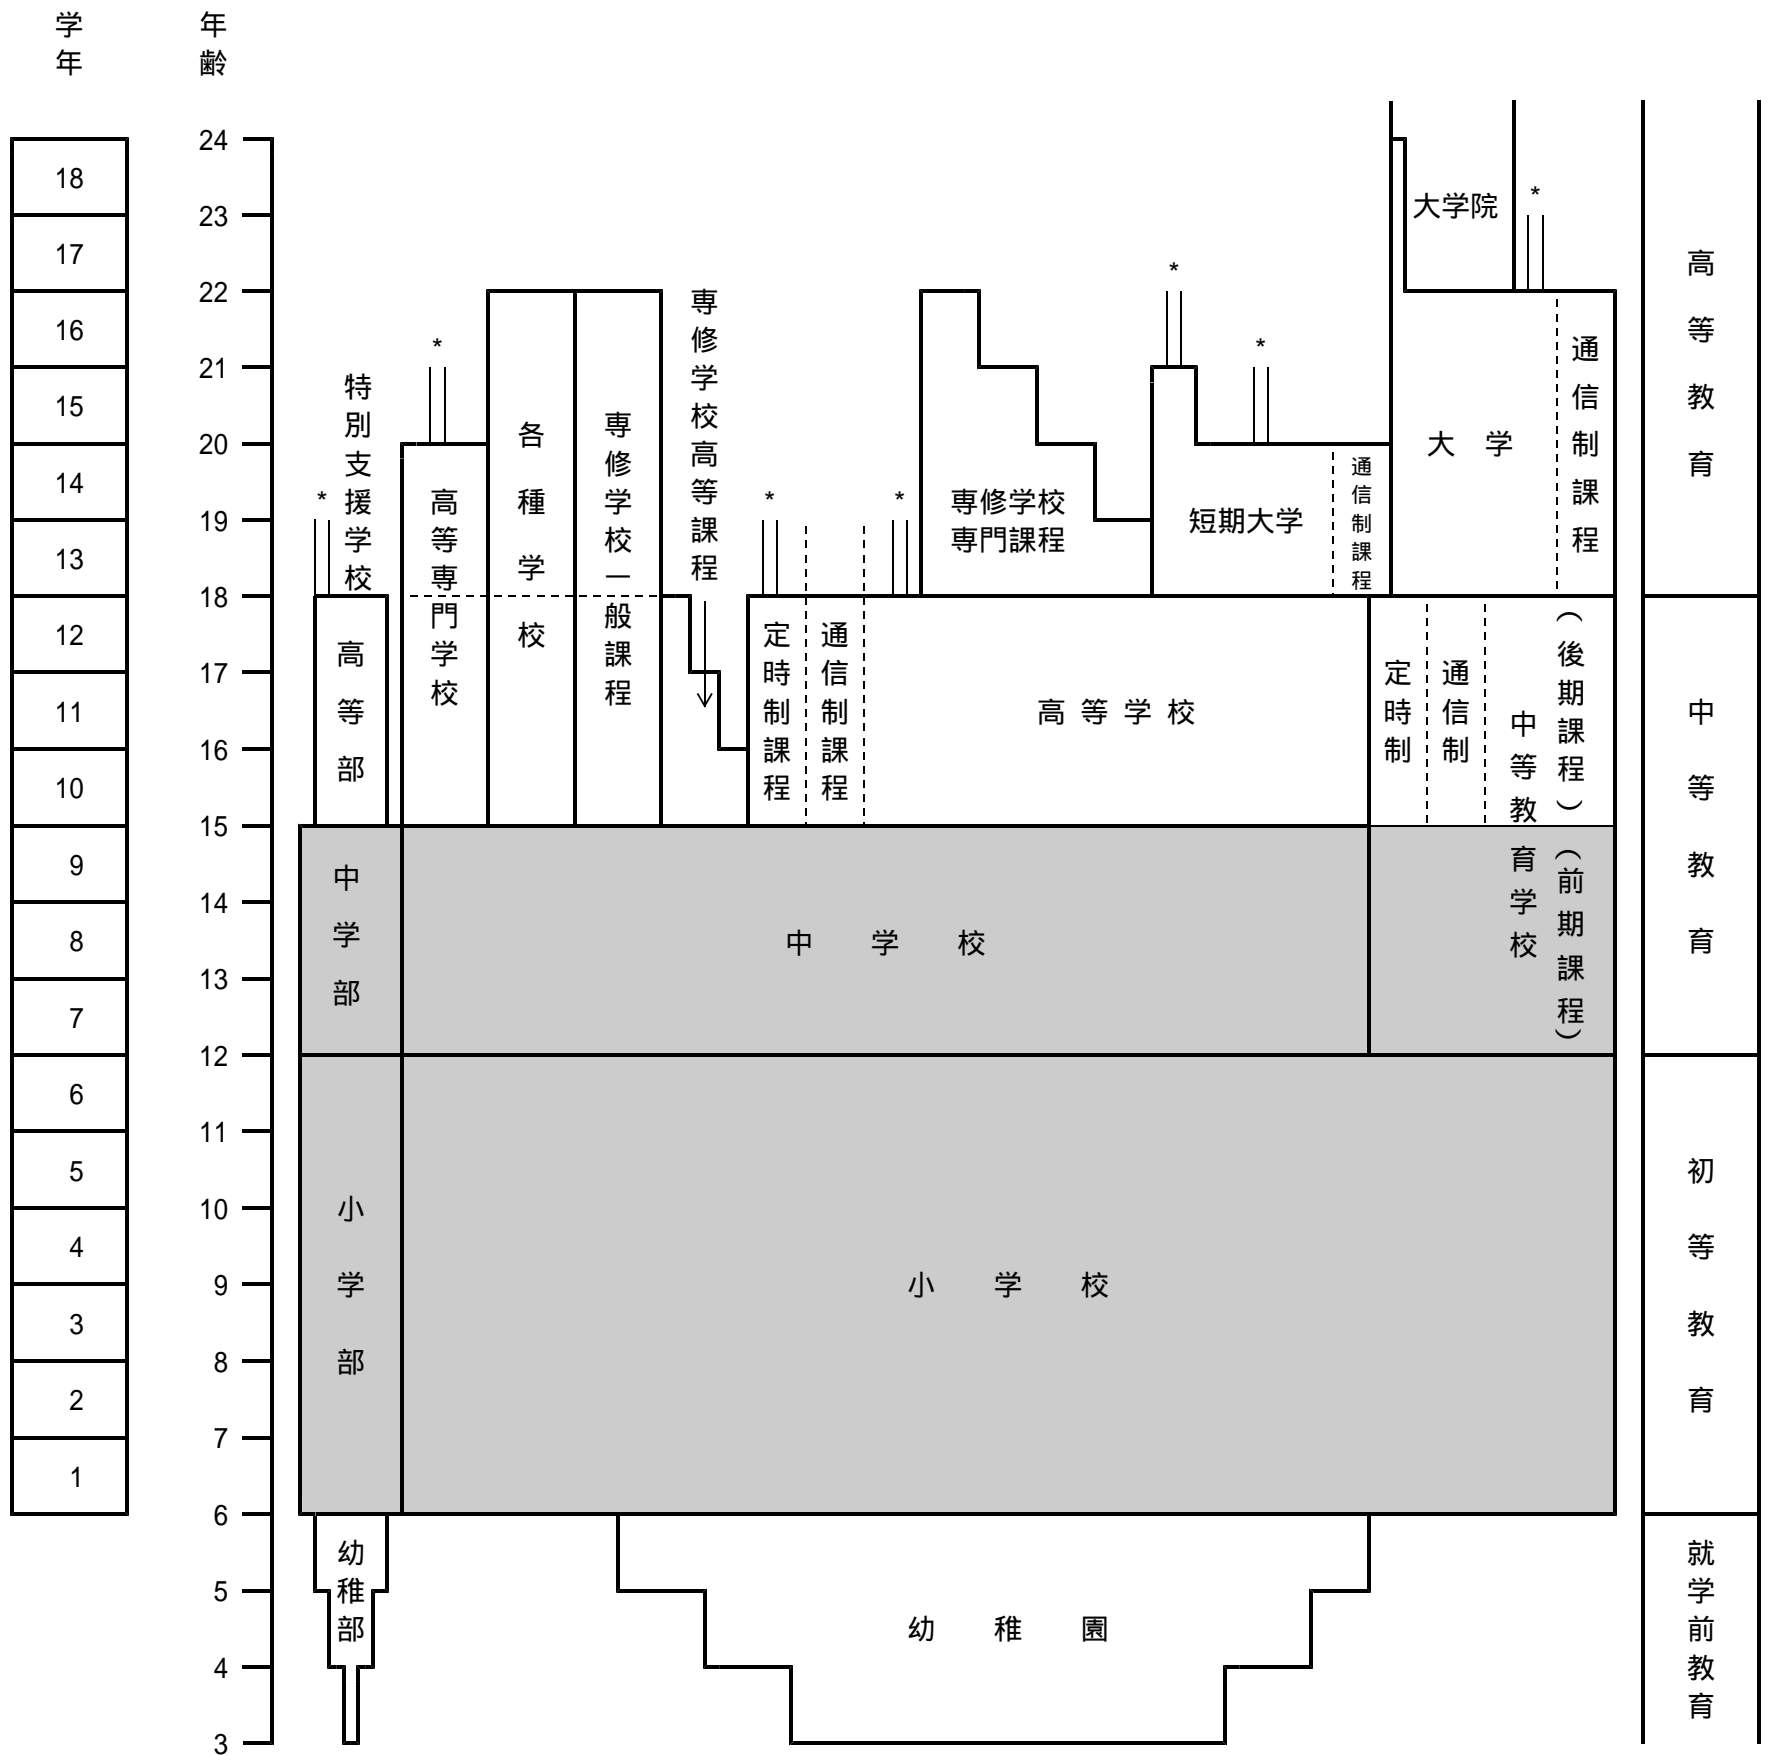 学年
年齢
24
18
23
17
22
16
21
15
20
14
19
13
18
12
17
11
16
10
15
9
14
8
13
7
12
6
11
5
10
4
9
3
8
2
7
1
6
5
4
3
*
特別支援学校
高等部
中学部
小学部
幼稚部
*
高等専門学校
各種学校
専修学校一般課程
専修学校高等課程
*
定時制課程
通信制課程
*
高等学校
専修学校
専門課程
*
*
短期大学
通信制課程
大学院
*
大学
通信制課程
定時制
通信制
中等教育学校
(後期課程)
(前期課程)
中学校
小学校
幼稚園
高等教育
中等教育
初等教育
就学前教育